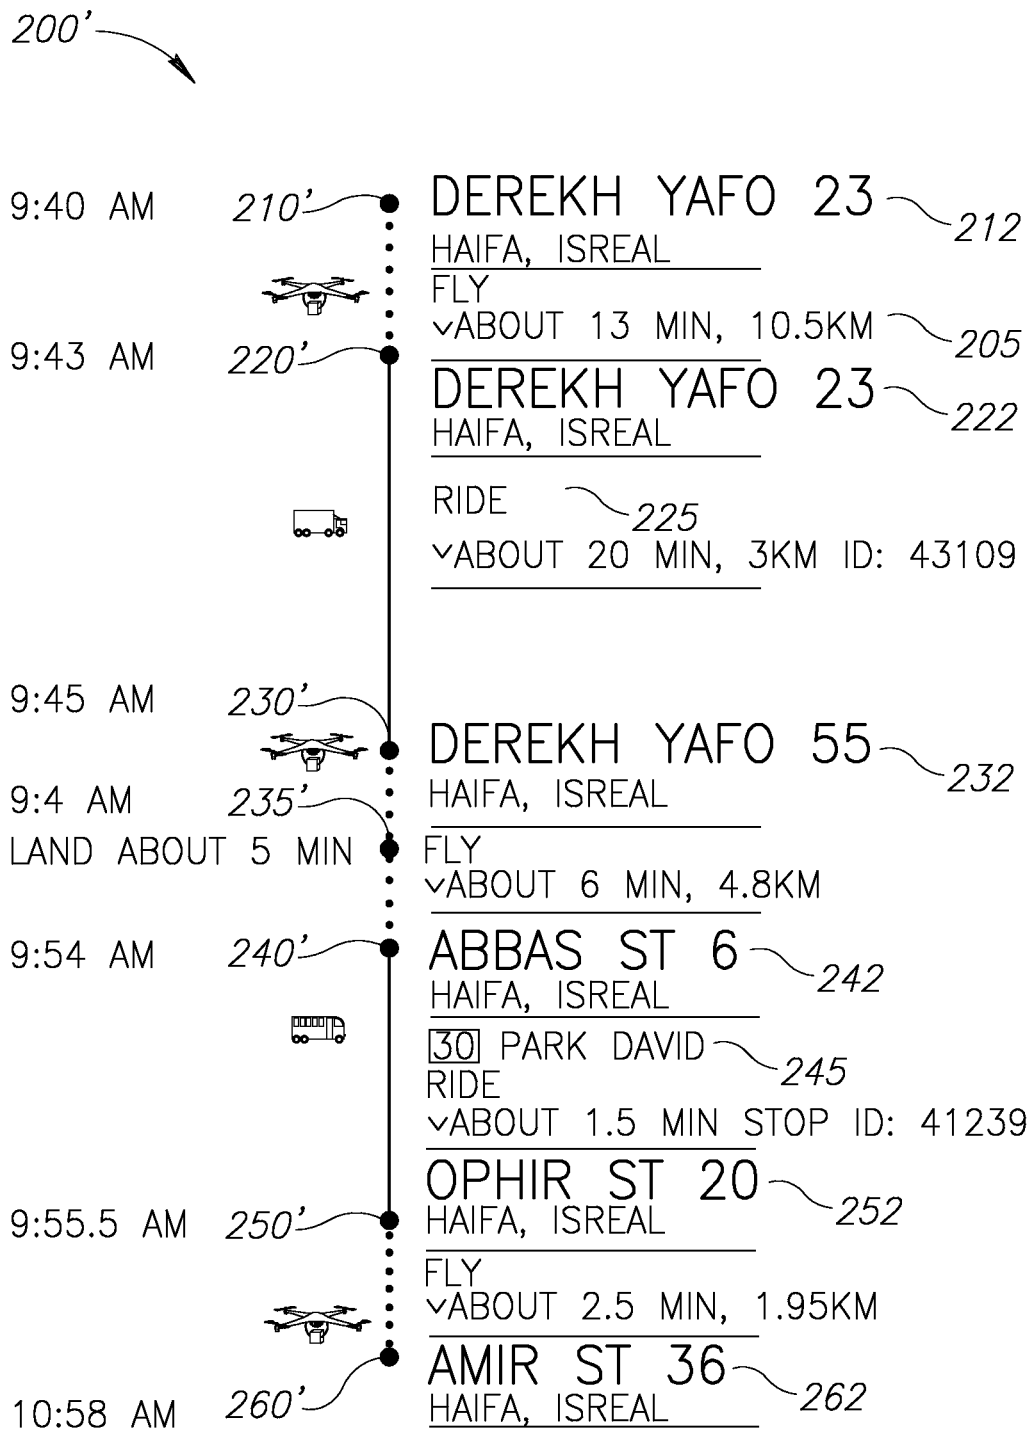 200'
9:40 AM 210' DEREKH YAFO 23 212
HAIFA, ISREAL
FLY
ABOUT 13 MIN, 10.5KM 205
9:43 AM 220' DEREKH YAFO 23 222
HAIFA, ISREAL
RIDE 225
ABOUT 20 MIN, 3KM ID: 43109
9:45 AM 230' DEREKH YAFO 55 232
9:4 AM 235' HAIFA, ISREAL
LAND ABOUT 5 MIN FLY
ABOUT 6 MIN, 4.8KM
9:54 AM 240' ABBAS ST 6 242
HAIFA, ISREAL
30 PARK DAVID 245
RIDE
ABOUT 1.5 MIN STOP ID: 41239
OPHIR ST 20 252
9:55.5 AM 250' HAIFA, ISREAL
FLY
ABOUT 2.5 MIN, 1.95KM
AMIR ST 36 262
10:58 AM 260' HAIFA, ISREAL